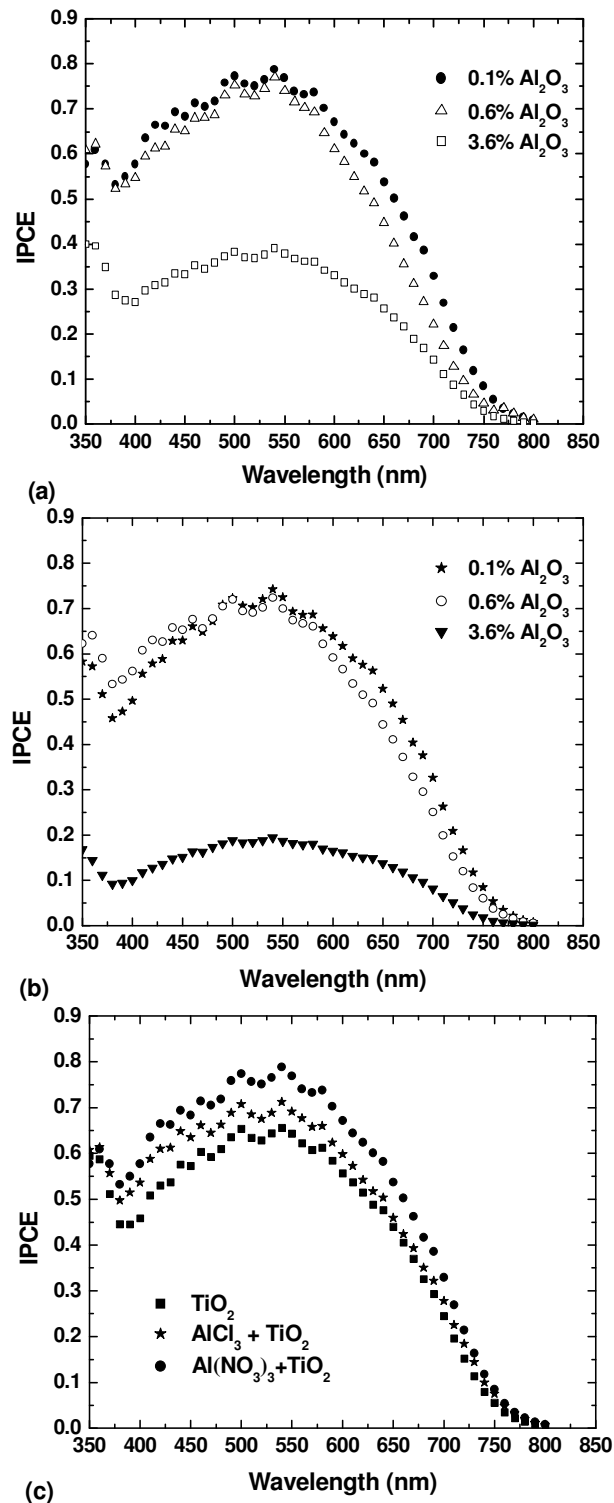 0.9
0.8
0.7
0.6
0.5
0.4
0.3
0.2
0.1
0.0
IPCE
0.1% Al₂O₃
0.6% Al₂O₃
3.6% Al₂O₃
350 400 450 500 550 600 650 700 750 800 850
Wavelength (nm)
(a)
0.9
0.8
0.7
0.6
0.5
0.4
0.3
0.2
0.1
0.0
IPCE
0.1% Al₂O₃
0.6% Al₂O₃
3.6% Al₂O₃
350 400 450 500 550 600 650 700 750 800 850
Wavelength (nm)
(b)
0.9
0.8
0.7
0.6
0.5
0.4
0.3
0.2
0.1
0.0
IPCE
TiO₂
AlCl₃ + TiO₂
Al(NO₃)₃+TiO₂
350 400 450 500 550 600 650 700 750 800 850
Wavelength (nm)
(c)